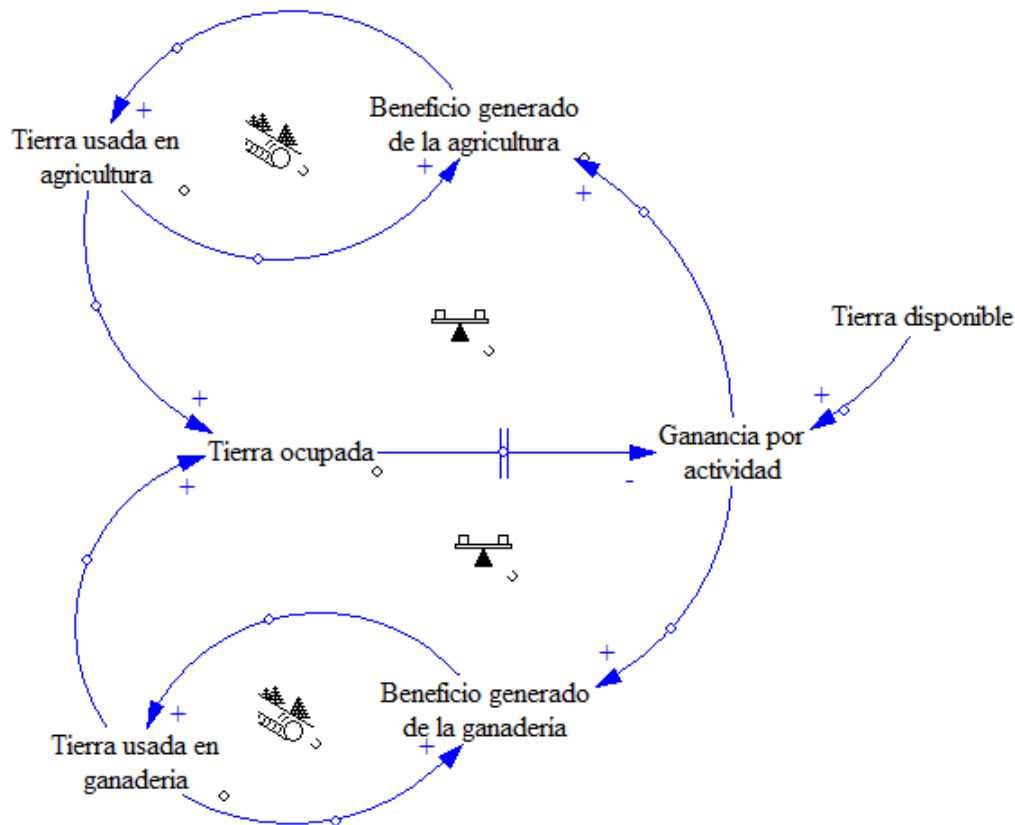 Beneficio generado
de la agricultura
Tierra usada en
agricultura
+
+
+
Tierra disponible
+
+
Tierra ocupada
Ganancia por
actividad
-
+
+
Beneficio generado
de la ganaderia
+
+
Tierra usada en
ganaderia